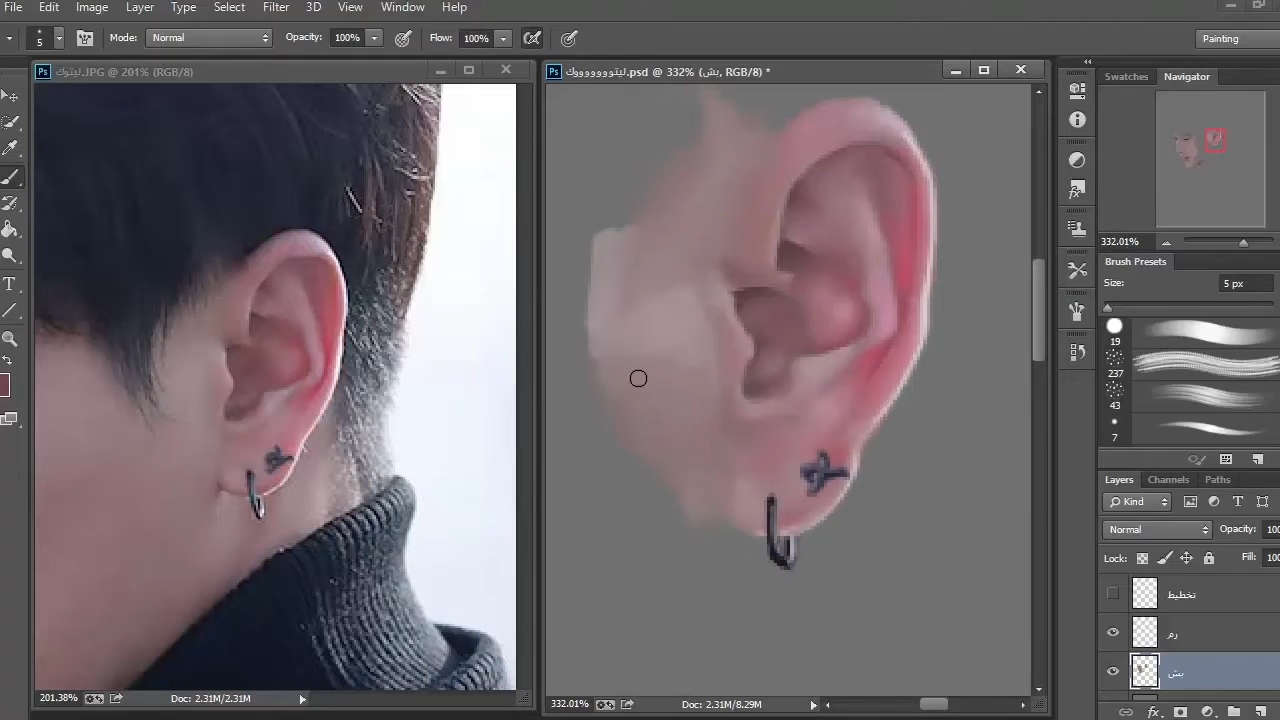 File Edit Image Layer Type Select Filter 3D View Window Help
5 Mode: Normal Opacity: 100% Flow: 100% Painting
ليتوك.JPG @ 201% (RGB/8)
ليتوووووووك.psd @ 332% (بش, RGB/8) *
Swatches Navigator
332.01%
Brush Presets
Size: 5 px
19
237
43
7
Layers Channels Paths
Kind
Normal Opacity: 100
Lock: Fill: 100
تخطيط
رم
بش
201.38% Doc: 2.31M/2.31M
332.01% Doc: 2.31M/8.29M